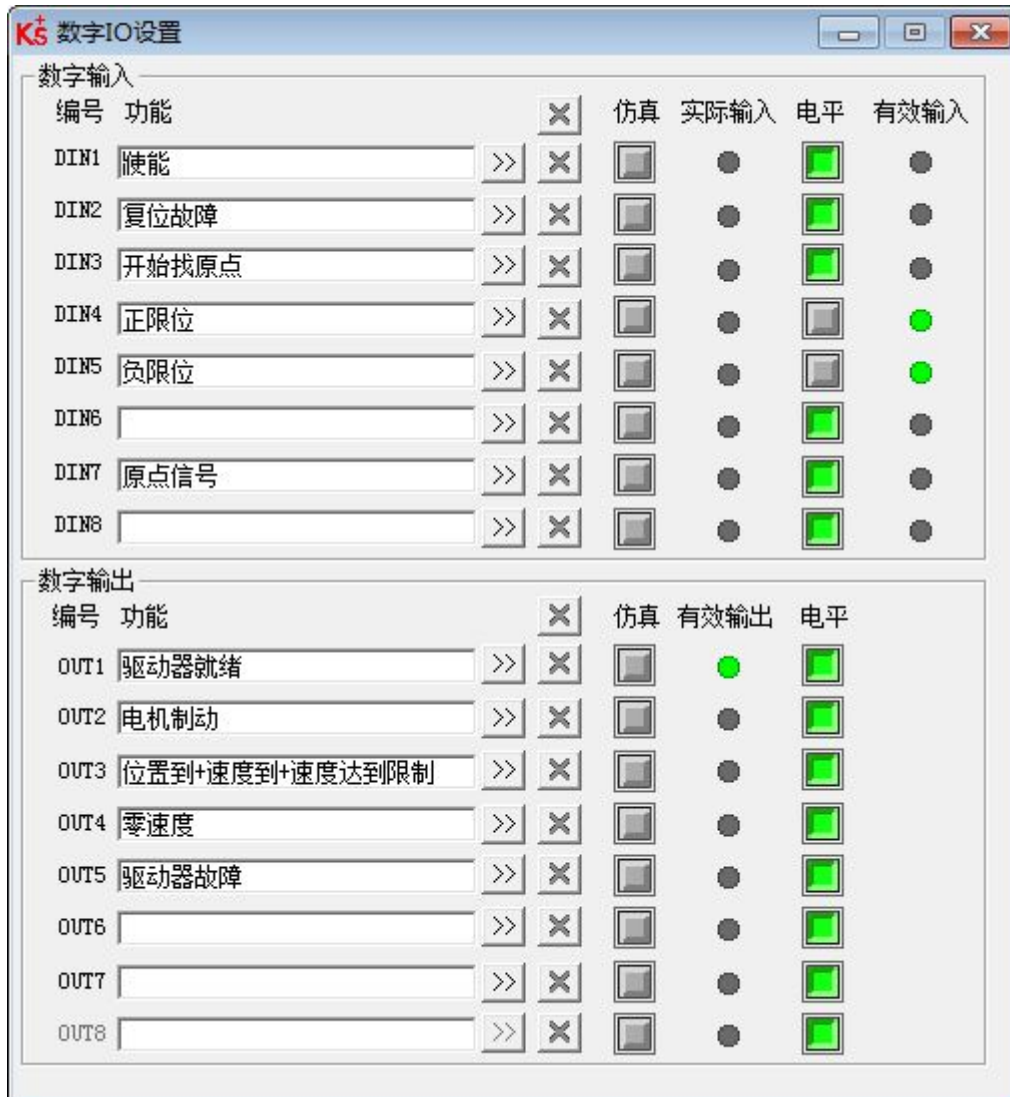 数字IO设置
数字输入
编号 功能 仿真 实际输入 电平 有效输入
DIN1 使能 >>
DIN2 复位故障 >>
DIN3 开始找原点 >>
DIN4 正限位 >>
DIN5 负限位 >>
DIN6 >>
DIN7 原点信号 >>
DIN8 >>
数字输出
编号 功能 仿真 有效输出 电平
OUT1 驱动器就绪 >>
OUT2 电机制动 >>
OUT3 位置到+速度到+速度达到限制 >>
OUT4 零速度 >>
OUT5 驱动器故障 >>
OUT6 >>
OUT7 >>
OUT8 >>